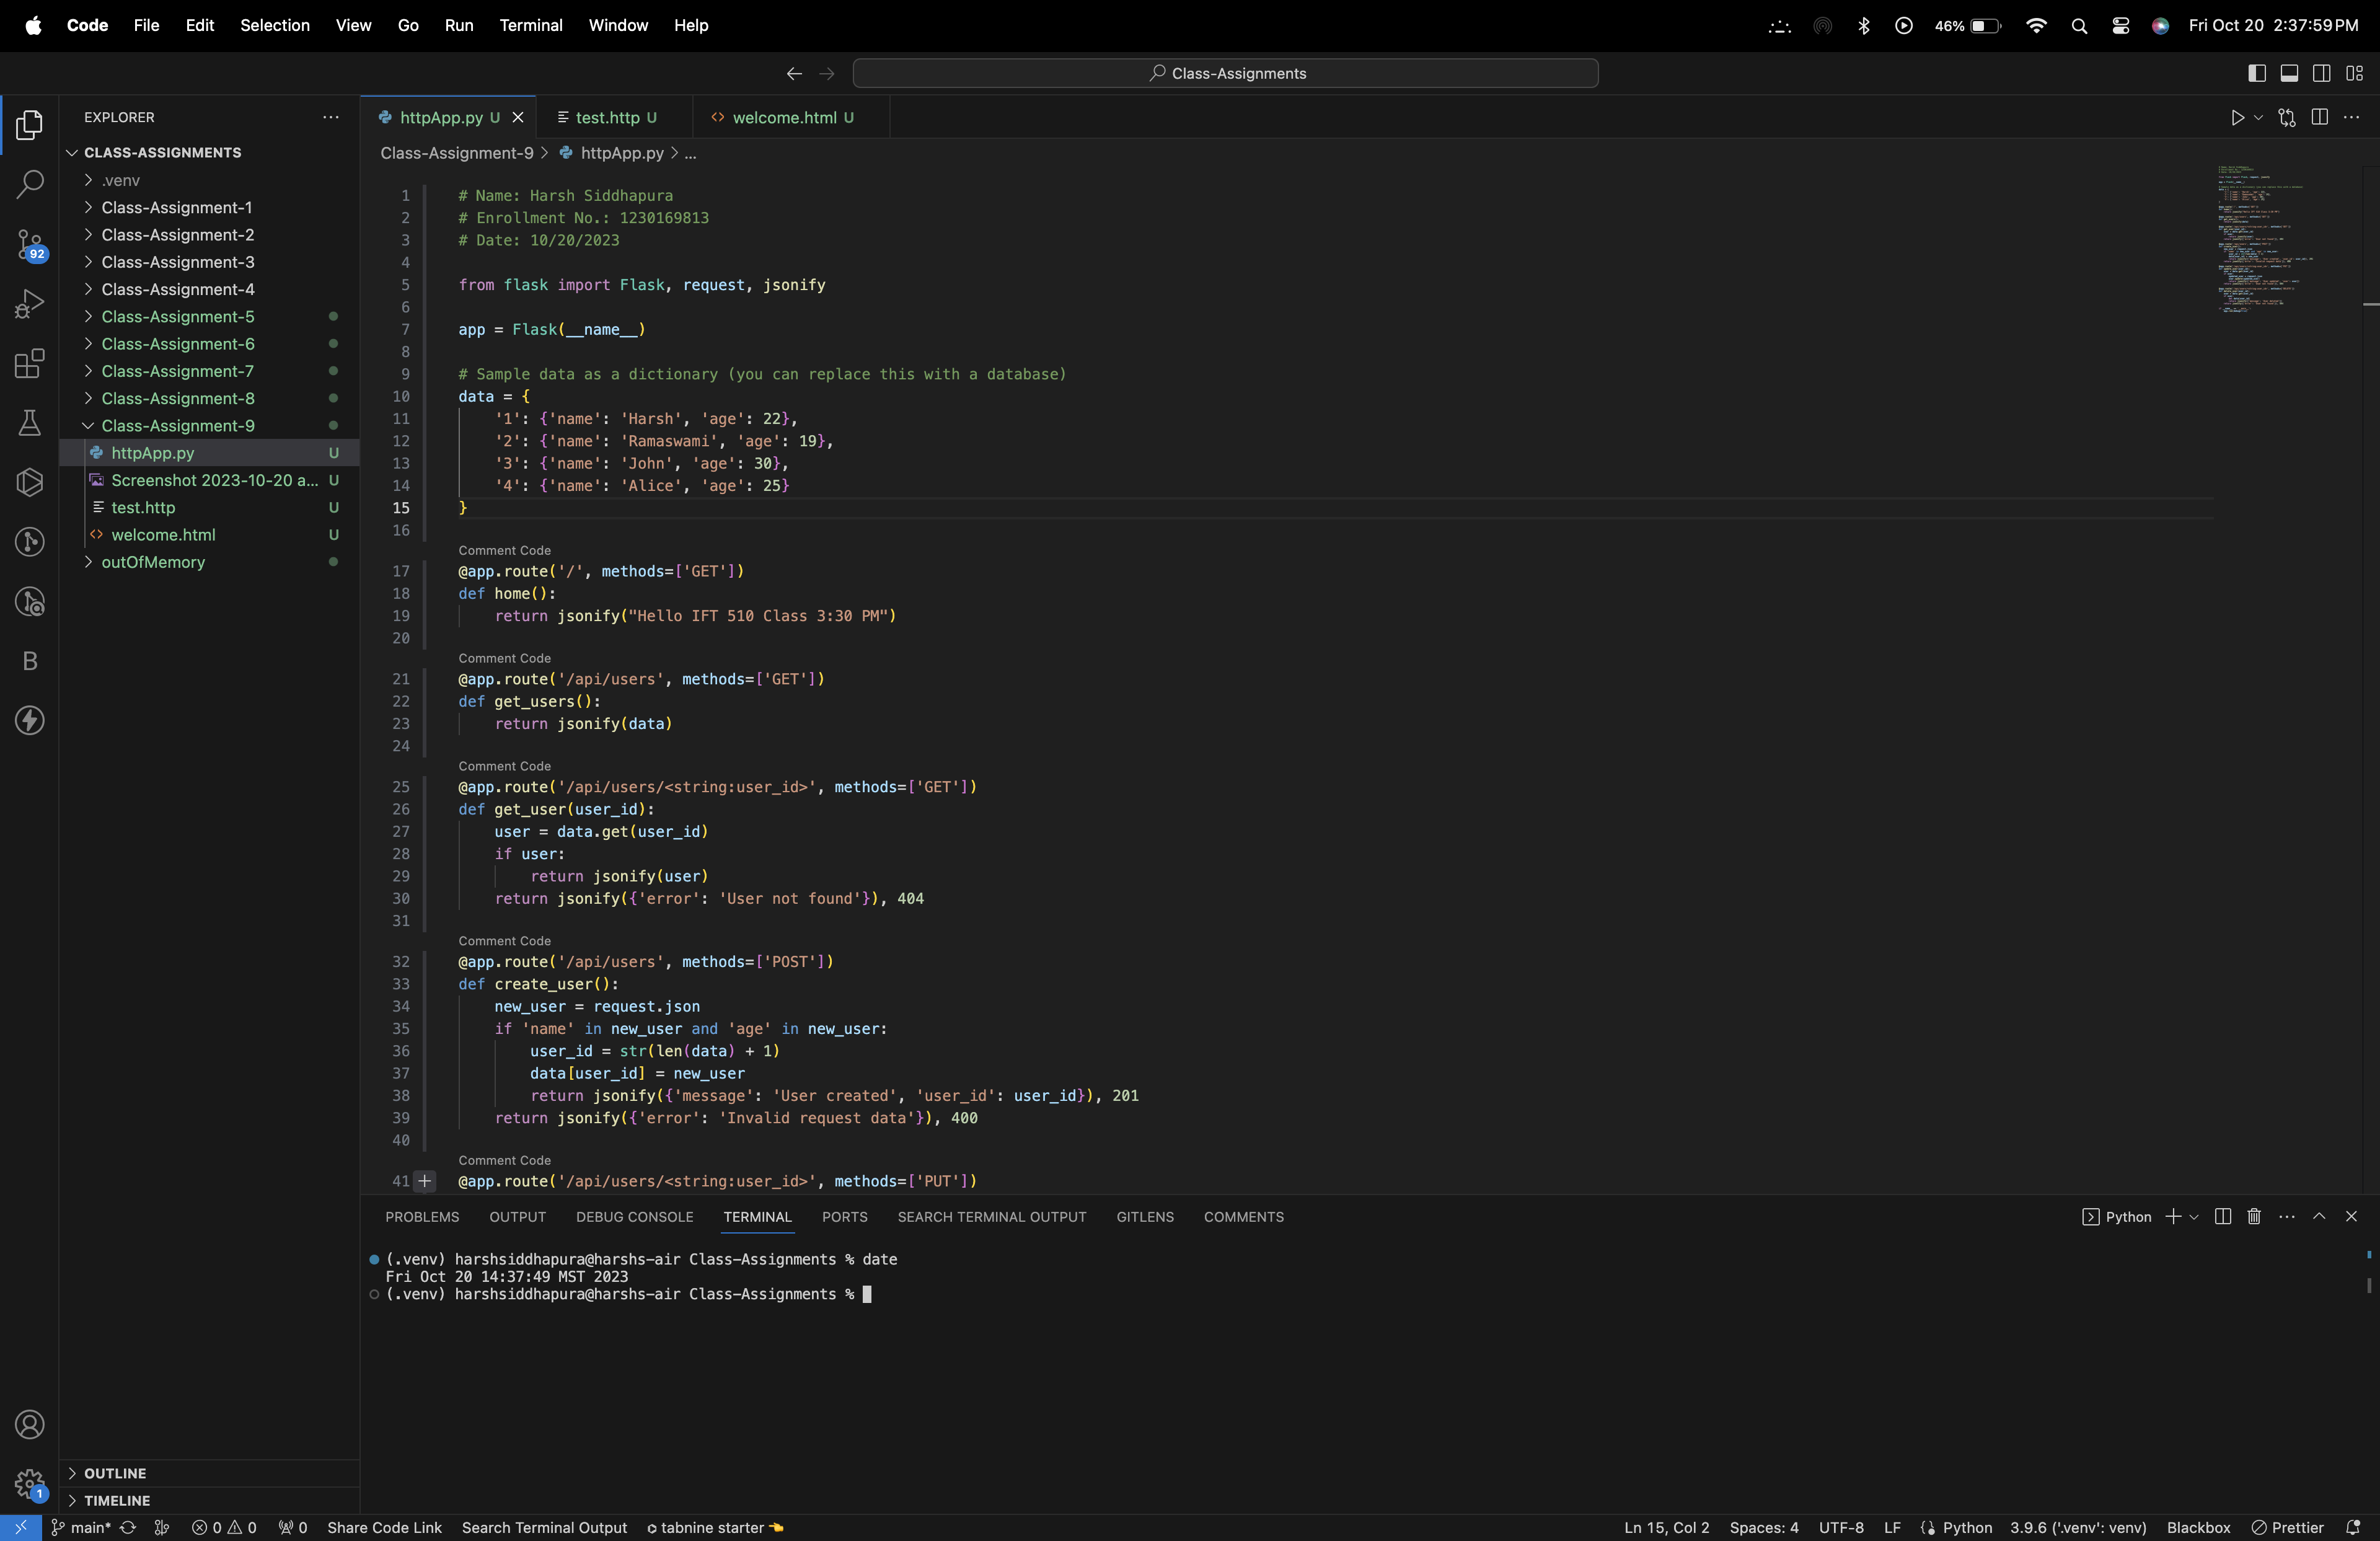 Code File Edit Selection View Go Run Terminal Window Help 46% Fri Oct 20 2:37:59 PM
Class-Assignments
EXPLORER
CLASS-ASSIGNMENTS
.venv
Class-Assignment-1
Class-Assignment-2
Class-Assignment-3
Class-Assignment-4
Class-Assignment-5
Class-Assignment-6
Class-Assignment-7
Class-Assignment-8
Class-Assignment-9
httpApp.py U
Screenshot 2023-10-20 a... U
test.http U
welcome.html U
outOfMemory
OUTLINE
TIMELINE
92
B
1
httpApp.py U test.http U welcome.html U
Class-Assignment-9 > httpApp.py > ...
1 # Name: Harsh Siddhapura
2 # Enrollment No.: 1230169813
3 # Date: 10/20/2023
4
5 from flask import Flask, request, jsonify
6
7 app = Flask(__name__)
8
9 # Sample data as a dictionary (you can replace this with a database)
10 data = {
11 '1': {'name': 'Harsh', 'age': 22},
12 '2': {'name': 'Ramaswami', 'age': 19},
13 '3': {'name': 'John', 'age': 30},
14 '4': {'name': 'Alice', 'age': 25}
15 }
16
Comment Code
17 @app.route('/', methods=['GET'])
18 def home():
19 return jsonify("Hello IFT 510 Class 3:30 PM")
20
Comment Code
21 @app.route('/api/users', methods=['GET'])
22 def get_users():
23 return jsonify(data)
24
Comment Code
25 @app.route('/api/users/<string:user_id>', methods=['GET'])
26 def get_user(user_id):
27 user = data.get(user_id)
28 if user:
29 return jsonify(user)
30 return jsonify({'error': 'User not found'}), 404
31
Comment Code
32 @app.route('/api/users', methods=['POST'])
33 def create_user():
34 new_user = request.json
35 if 'name' in new_user and 'age' in new_user:
36 user_id = str(len(data) + 1)
37 data[user_id] = new_user
38 return jsonify({'message': 'User created', 'user_id': user_id}), 201
39 return jsonify({'error': 'Invalid request data'}), 400
40
Comment Code
41 @app.route('/api/users/<string:user_id>', methods=['PUT'])
PROBLEMS OUTPUT DEBUG CONSOLE TERMINAL PORTS SEARCH TERMINAL OUTPUT GITLENS COMMENTS Python
(.venv) harshsiddhapura@harshs-air Class-Assignments % date
Fri Oct 20 14:37:49 MST 2023
(.venv) harshsiddhapura@harshs-air Class-Assignments %
main* 0 0 0 Share Code Link Search Terminal Output tabnine starter Ln 15, Col 2 Spaces: 4 UTF-8 LF Python 3.9.6 ('.venv': venv) Blackbox Prettier